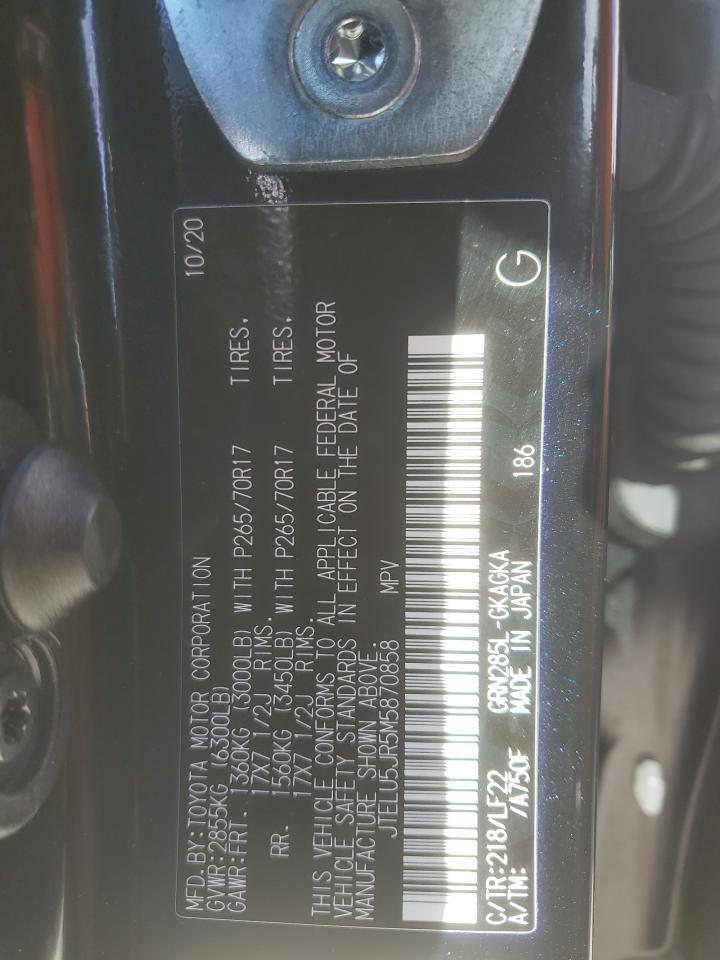 MFD.BY:TOYOTA MOTOR CORPORATION 10/20
GVWR:2855KG (6300LB)
GAWR:FRT. 1360KG (3000LB) WITH P265/70R17 TIRES.
17X7 1/2J RIMS.
RR. 1560KG (3450LB) WITH P265/70R17 TIRES.
17X7 1/2J RIMS.
THIS VEHICLE CONFORMS TO ALL APPLICABLE FEDERAL MOTOR
VEHICLE SAFETY STANDARDS IN EFFECT ON THE DATE OF
MANUFACTURE SHOWN ABOVE.
JTELU5JR5M5870858 MPV
C/TR:218/LF22 GRN285L-GKAGKA
A/TM: /A750F MADE IN JAPAN 186 G